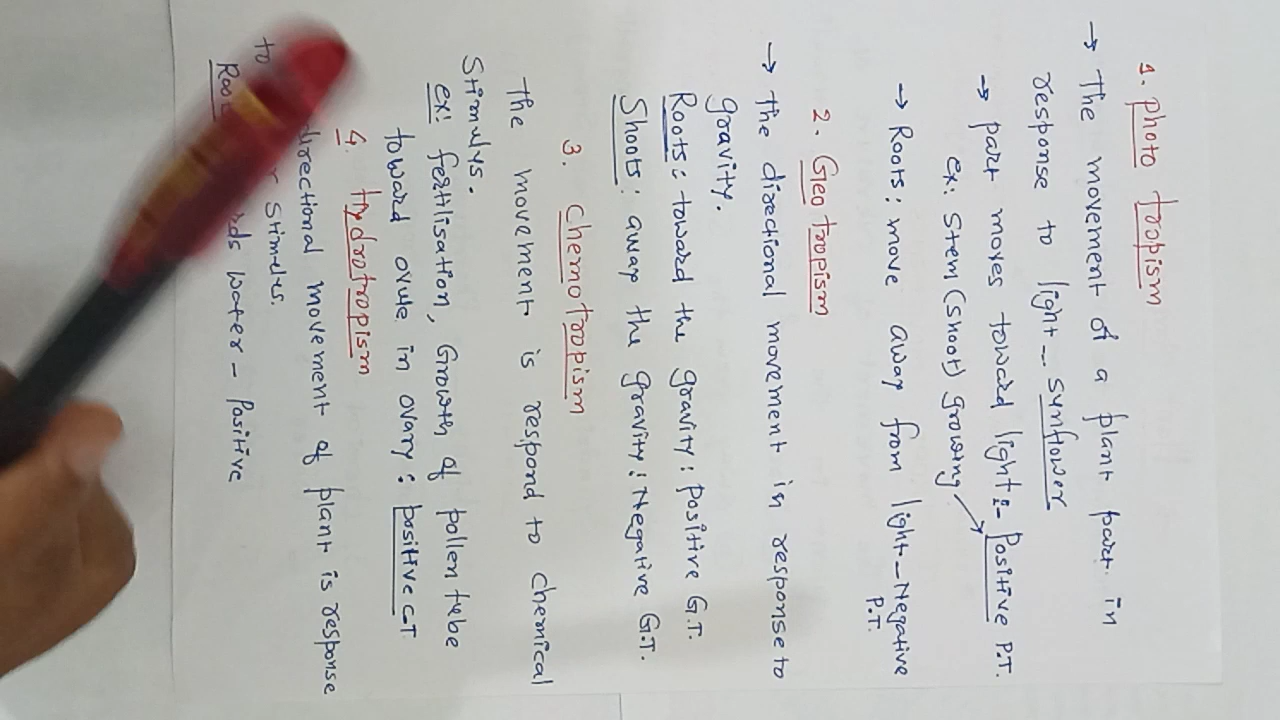 1. Photo tropism
→ The movement of a plant part in
response to light – sunflower
→ part moves toward light:- Positive P.T.
ex: Stem (shoot) growing
→ Roots: move away from light – Negative
P.T.
2. Geo tropism
→ The directional movement in response to
gravity.
Roots: toward the gravity: positive G.T.
Shoots: away the gravity: Negative G.T.
3. Chemotropism
The movement is respond to chemical
Stimulus.
ex: fertilisation, Growth of pollen tube
toward ovule in ovary: positive C-T
4. Hydrotropism
directional movement of plant is response
to stimulus.
water – Positive